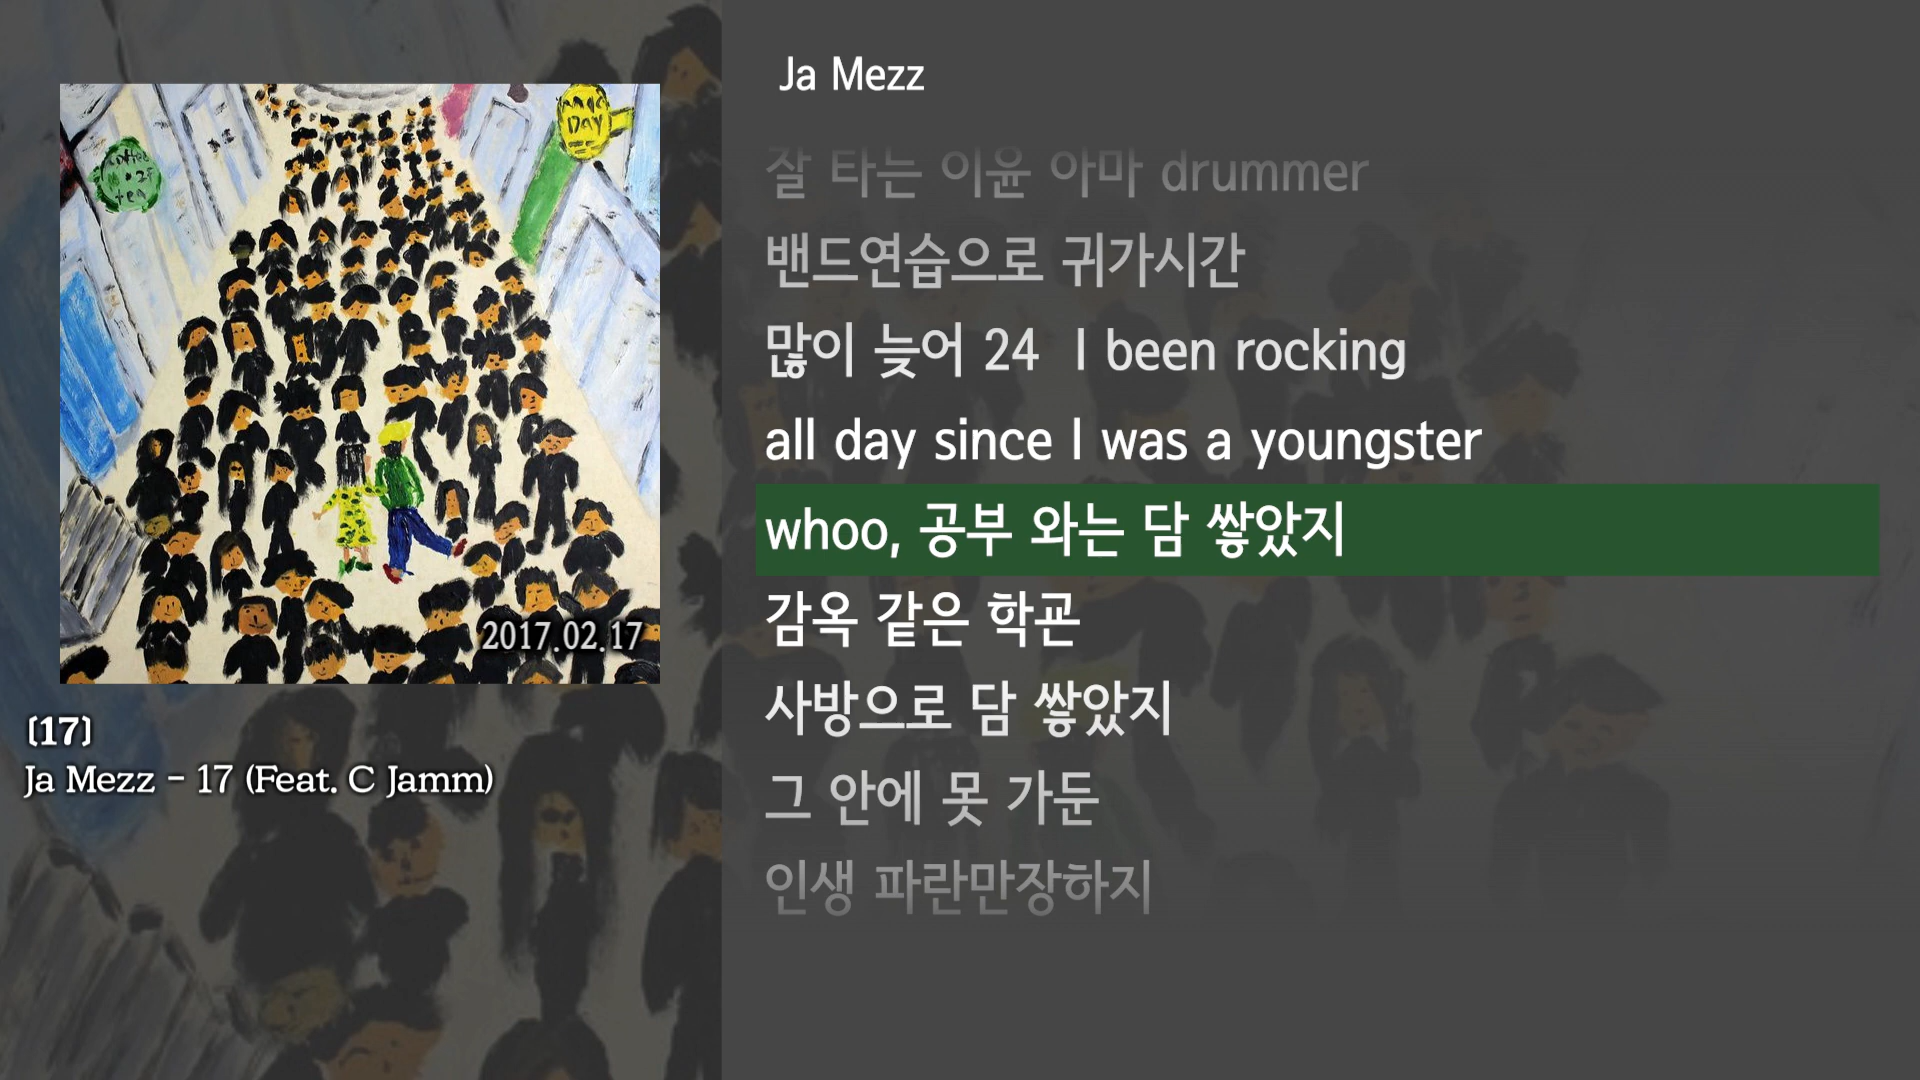 Coffee
tea
DAY
2017.02.17
[17]
Ja Mezz - 17 (Feat. C Jamm)
Ja Mezz
잘 타는 이윤 아마 drummer
밴드연습으로 귀가시간
많이 늦어 24 I been rocking
all day since I was a youngster
whoo, 공부 와는 담 쌓았지
감옥 같은 학굔
사방으로 담 쌓았지
그 안에 못 가둔
인생 파란만장하지